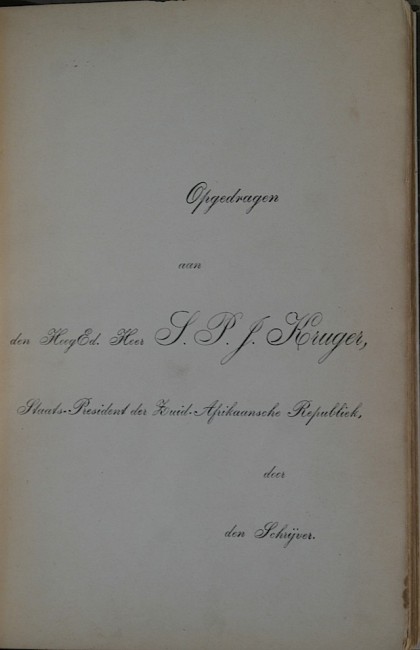 Opgedragen
aan
den HoogEd. Heer S. P. J. Kruger,
Staats-President der Zuid-Afrikaansche Republiek,
door
den Schrijver.